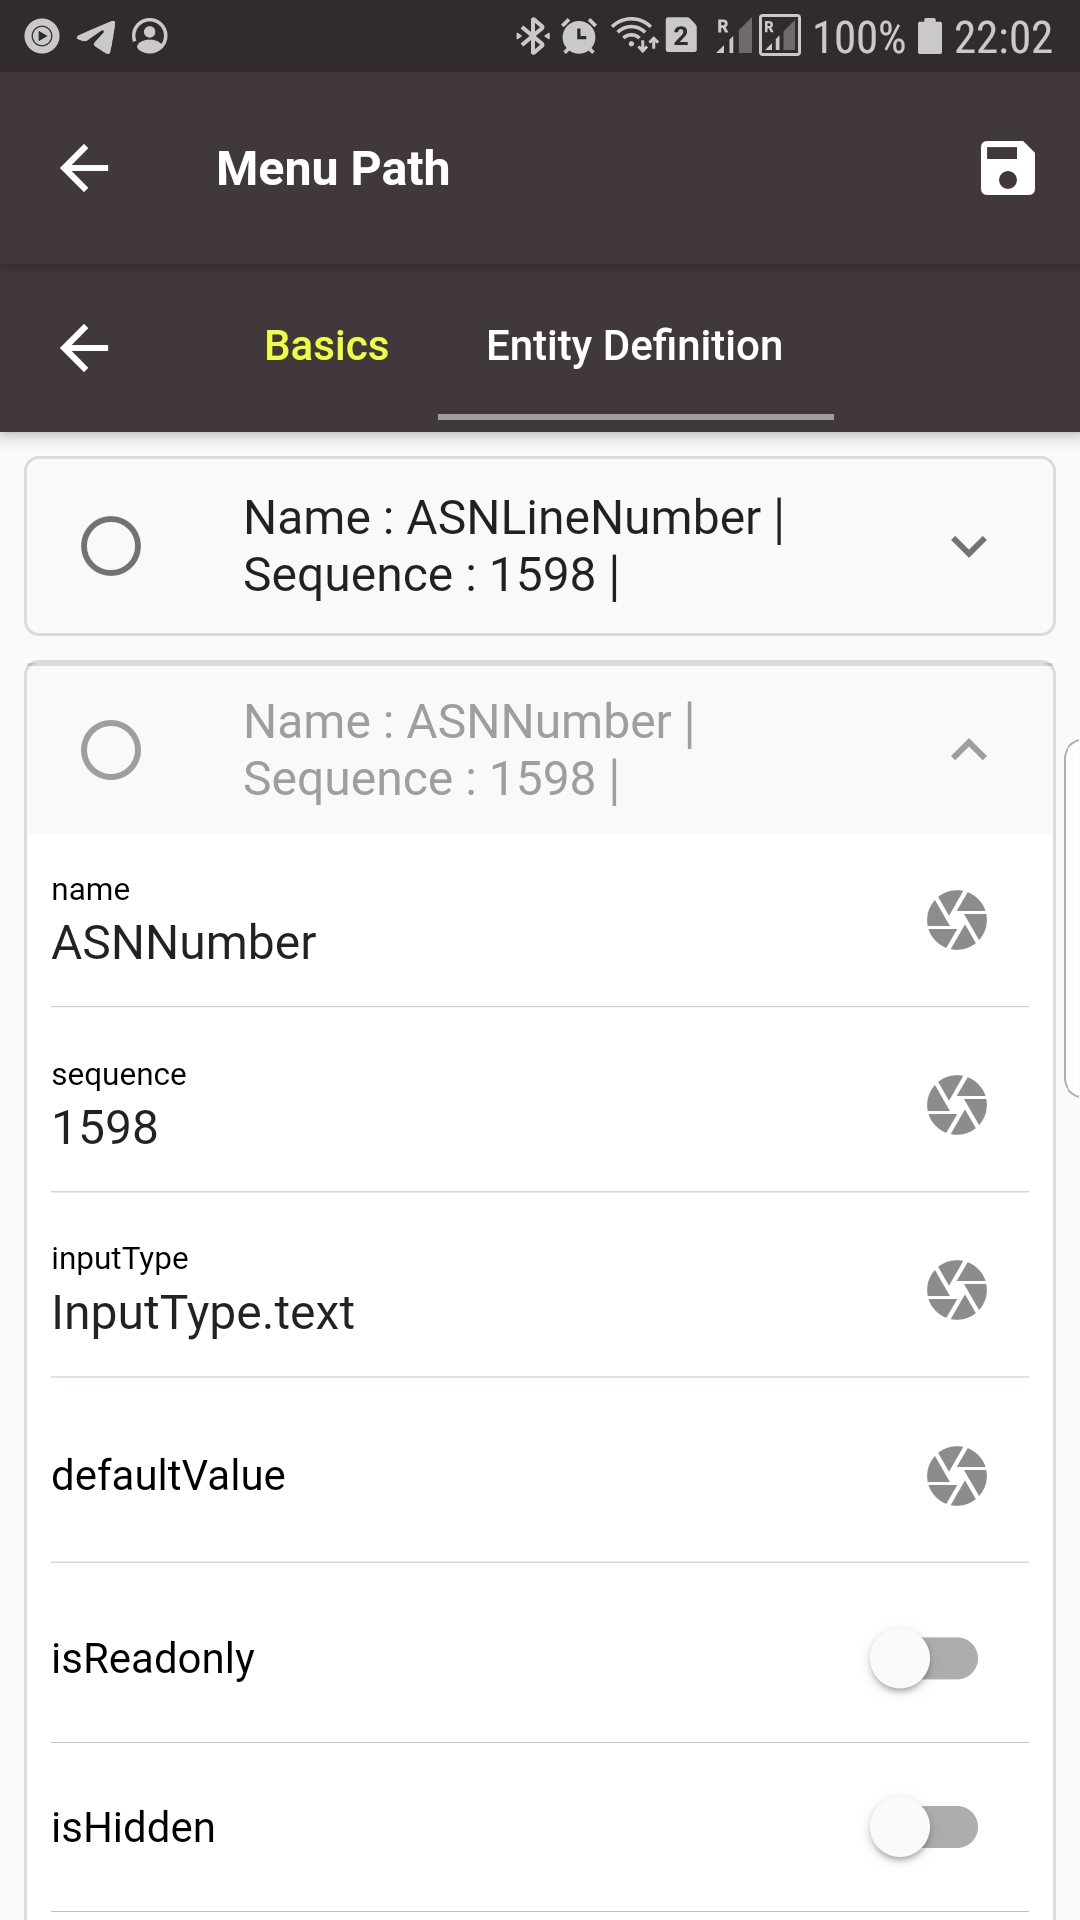 2 R R 100% 22:02
Menu Path
Basics Entity Definition
Name : ASNLineNumber |
Sequence : 1598 |
Name : ASNNumber |
Sequence : 1598 |
name
ASNNumber
sequence
1598
inputType
InputType.text
defaultValue
isReadonly
isHidden